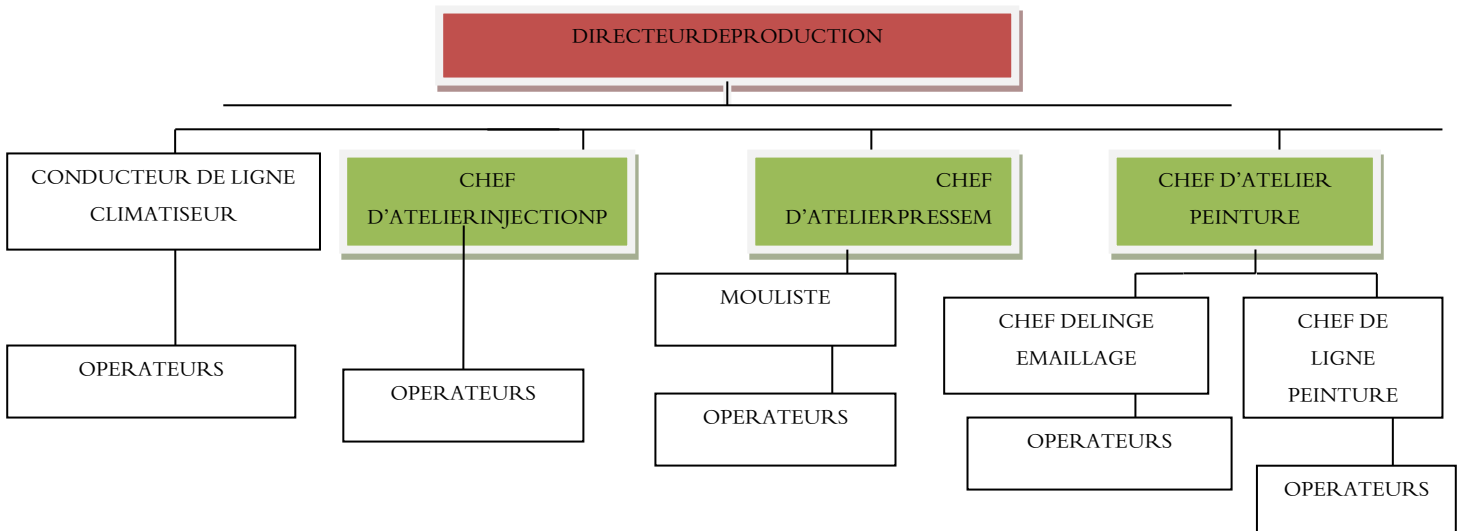 DIRECTEURDEPRODUCTION
CONDUCTEUR DE LIGNE
CLIMATISEUR
CHEF
D'ATELIERINJECTIONP
CHEF
D'ATELIERPRESSEM
CHEF D'ATELIER
PEINTURE
MOULISTE
CHEF DELINGE
EMAILLAGE
CHEF DE
LIGNE
PEINTURE
OPERATEURS
OPERATEURS
OPERATEURS
OPERATEURS
OPERATEURS